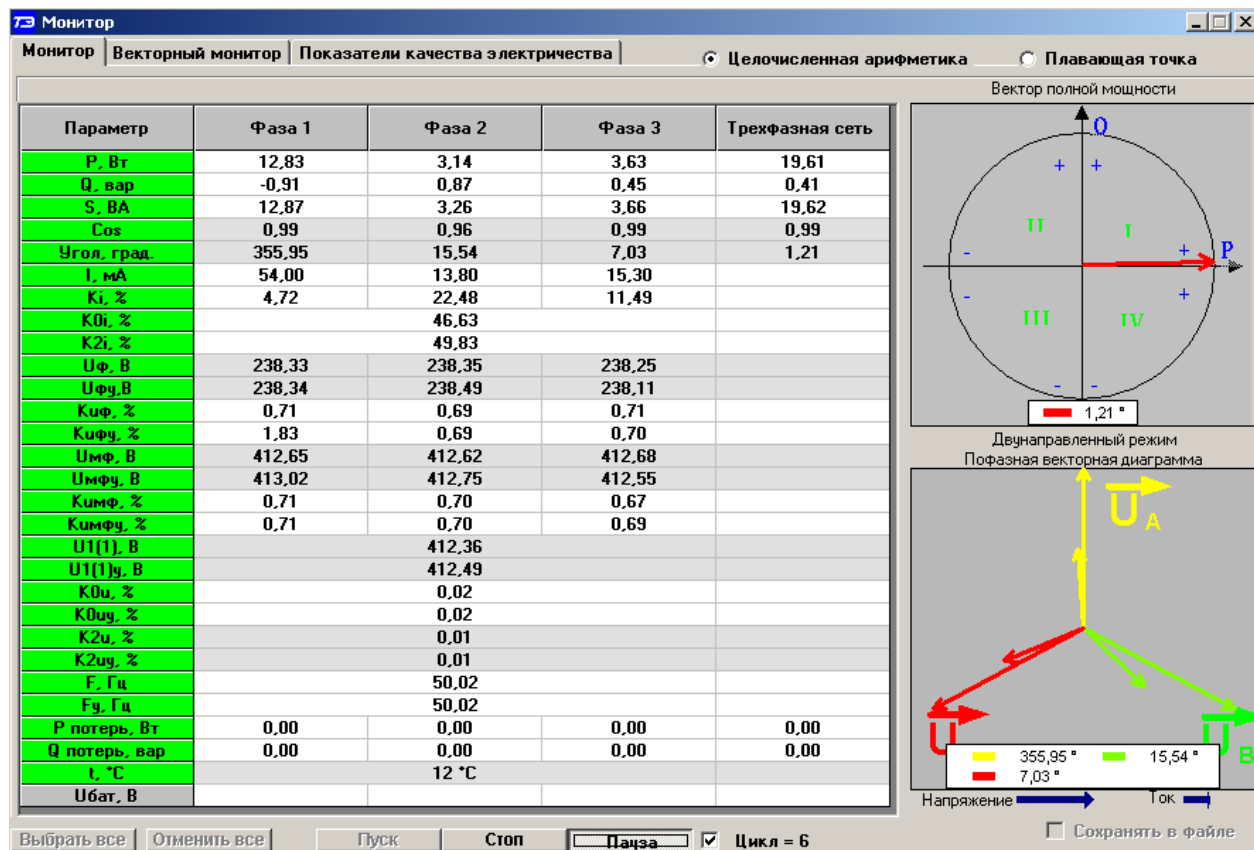 ТЭ Монитор
Монитор Векторный монитор Показатели качества электричества Целочисленная арифметика Плавающая точка
Вектор полной мощности
Параметр Фаза 1 Фаза 2 Фаза 3 Трехфазная сеть
P, Вт 12,83 3,14 3,63 19,61
Q, вар -0,91 0,87 0,45 0,41
S, ВА 12,87 3,26 3,66 19,62
Cos 0,99 0,96 0,99 0,99
Угол, град. 355,95 15,54 7,03 1,21
I, мА 54,00 13,80 15,30
Ki, % 4,72 22,48 11,49
K0i, % 46,63
K2i, % 49,83
Uф, В 238,33 238,35 238,25
Uфу,В 238,34 238,49 238,11
Kuф, % 0,71 0,69 0,71
Kuфу, % 1,83 0,69 0,70
Uмф, В 412,65 412,62 412,68
Uмфу, В 413,02 412,75 412,55
Kuмф, % 0,71 0,70 0,67
Kuмфу, % 0,71 0,70 0,69
U1(1), В 412,36
U1(1)у, В 412,49
K0u, % 0,02
K0uу, % 0,02
K2u, % 0,01
K2uу, % 0,01
F, Гц 50,02
Fу, Гц 50,02
P потерь, Вт 0,00 0,00 0,00 0,00
Q потерь, вар 0,00 0,00 0,00 0,00
t, °C 12 °C
Uбат, В
Q
+ +
II I
- + P
- +
III IV
- -
1,21 °
Двунаправленный режим
Пофазная векторная диаграмма
U A
U U B
355,95 ° 15,54 °
7,03 °
Напряжение Ток
Выбрать все Отменить все Пуск Стоп Пауза Цикл = 6 Сохранять в файле